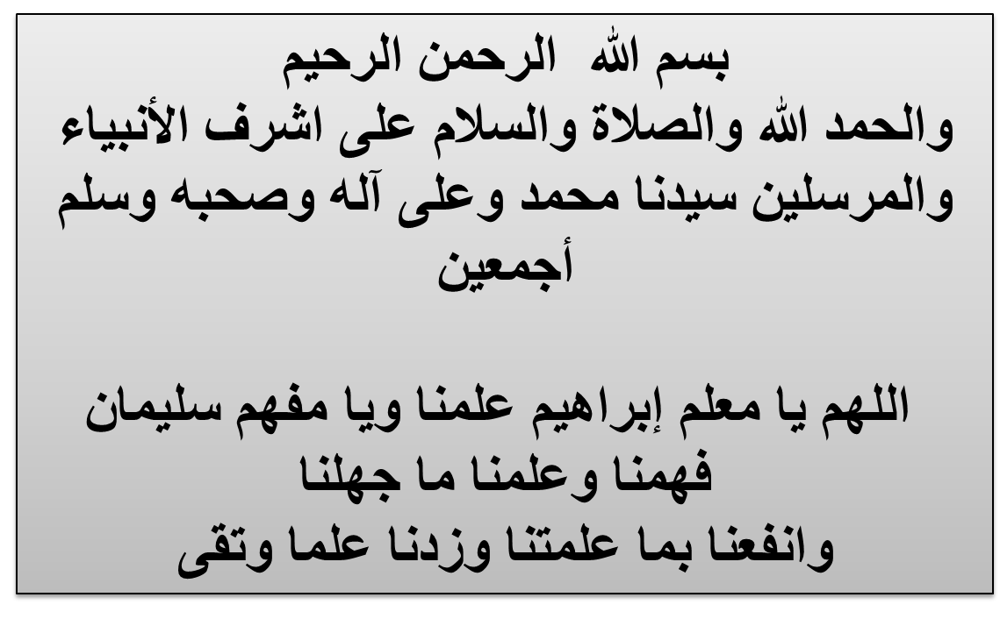 بسم الله الرحمن الرحيم
والحمد الله والصلاة والسلام على اشرف الأنبياء
والمرسلين سيدنا محمد وعلى آله وصحبه وسلم
أجمعين
اللهم يا معلم إبراهيم علمنا ويا مفهم سليمان
فهمنا وعلمنا ما جهلنا
وانفعنا بما علمتنا وزدنا علما وتقى